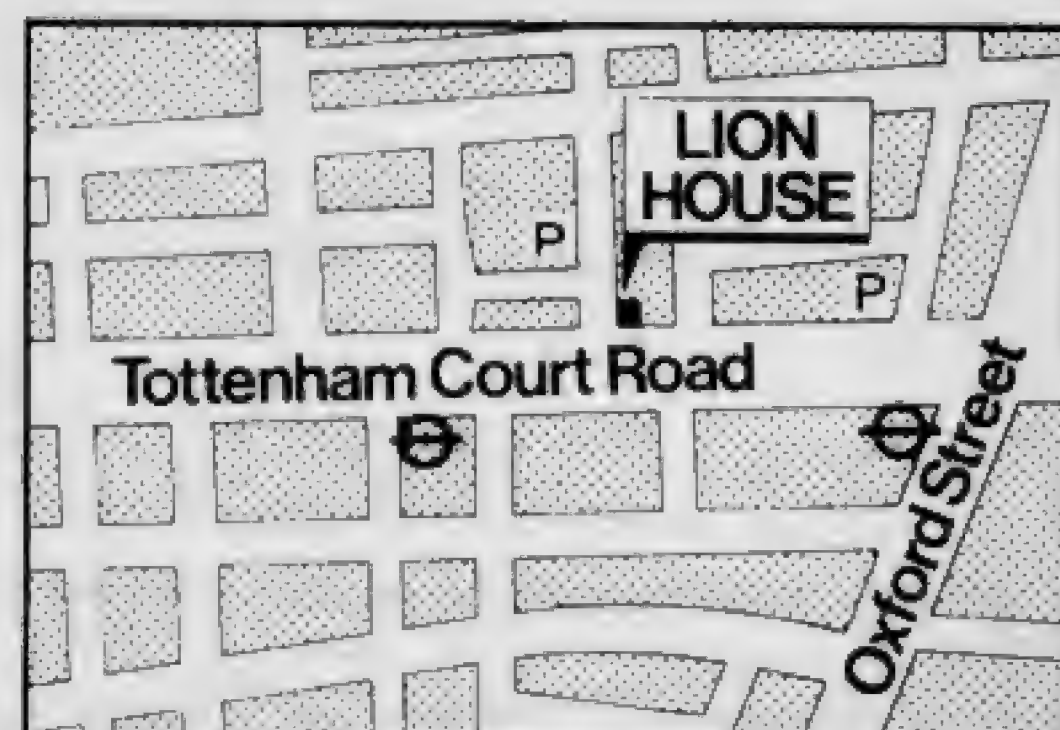 LION
HOUSE
P
P
Tottenham Court Road
Oxford Street